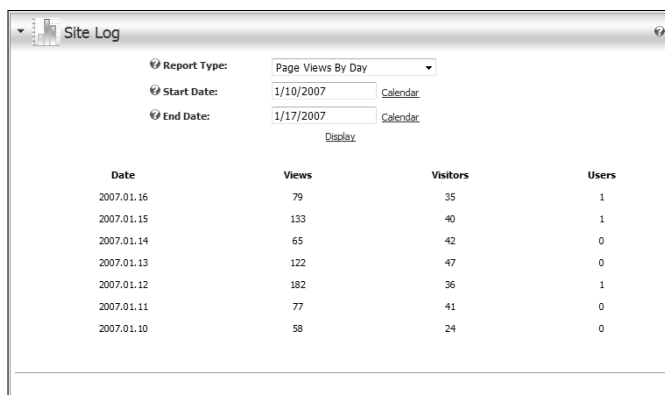 Site Log
Report Type: Page Views By Day
Start Date: 1/10/2007 Calendar
End Date: 1/17/2007 Calendar
Display
Date Views Visitors Users
2007.01.16 79 35 1
2007.01.15 133 40 1
2007.01.14 65 42 0
2007.01.13 122 47 0
2007.01.12 182 36 1
2007.01.11 77 41 0
2007.01.10 58 24 0